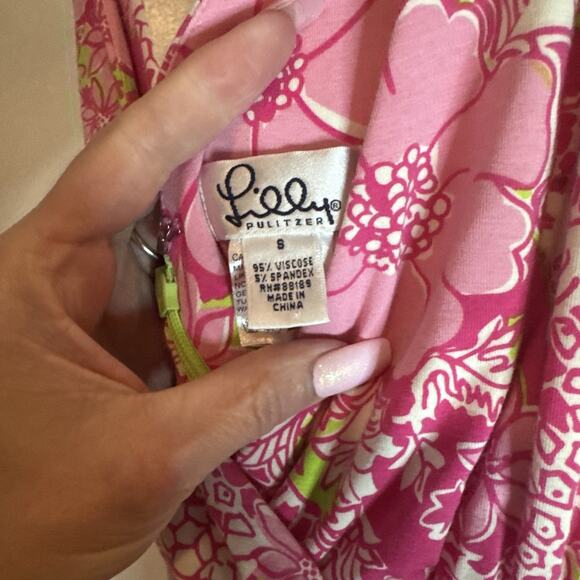 Lilly®
PULITZER
S
95% VISCOSE
5% SPANDEX
RN#88189
MADE IN
CHINA